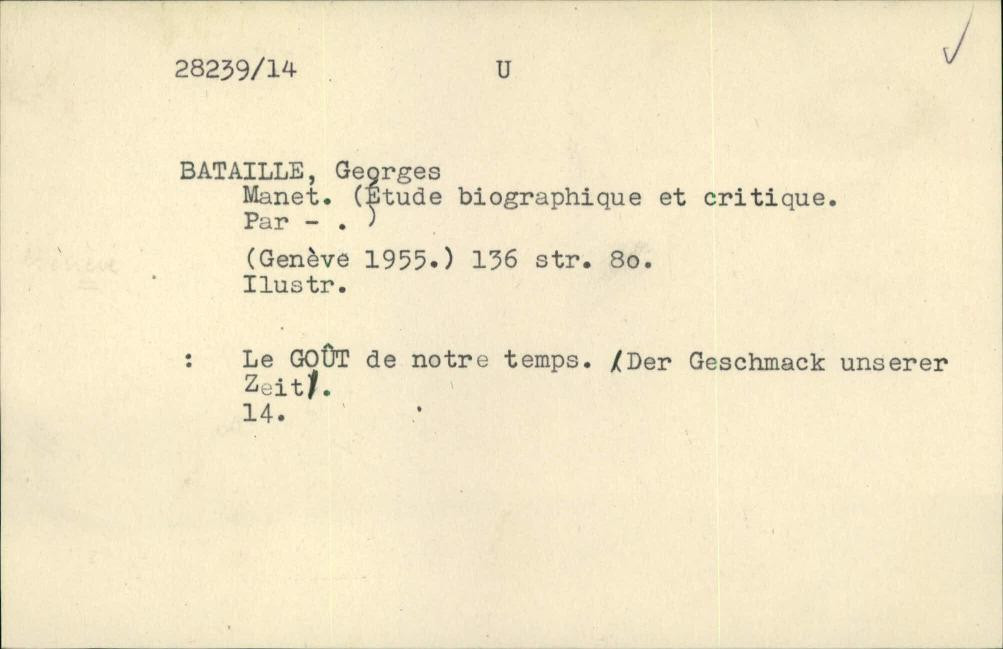 28239/14 U
BATAILLE, Georges
Manet. (Étude biographique et critique.
Par - . )
(Genève 1955.) 136 str. 8o.
Ilustr.
: Le GOÛT de notre temps. (Der Geschmack unserer
Zeit).
14.